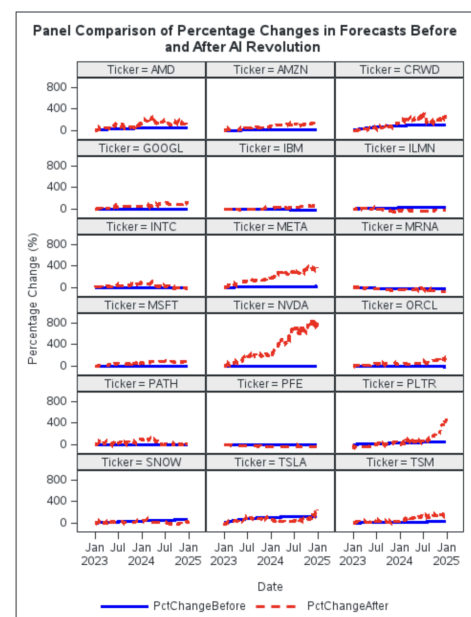 Panel Comparison of Percentage Changes in Forecasts Before
and After AI Revolution
Ticker = AMD Ticker = AMZN Ticker = CRWD
800
400
0
Ticker = GOOGL Ticker = IBM Ticker = ILMN
800
400
0
Ticker = INTC Ticker = META Ticker = MRNA
800
400
0
Ticker = MSFT Ticker = NVDA Ticker = ORCL
800
400
0
Ticker = PATH Ticker = PFE Ticker = PLTR
800
400
0
Ticker = SNOW Ticker = TSLA Ticker = TSM
800
400
0
Percentage Change (%)
Jan Jul Jan Jul Jan Jan Jul Jan Jul Jan Jan Jul Jan Jul Jan
2023 2024 2025 2023 2024 2025 2023 2024 2025
Date
PctChangeBefore PctChangeAfter